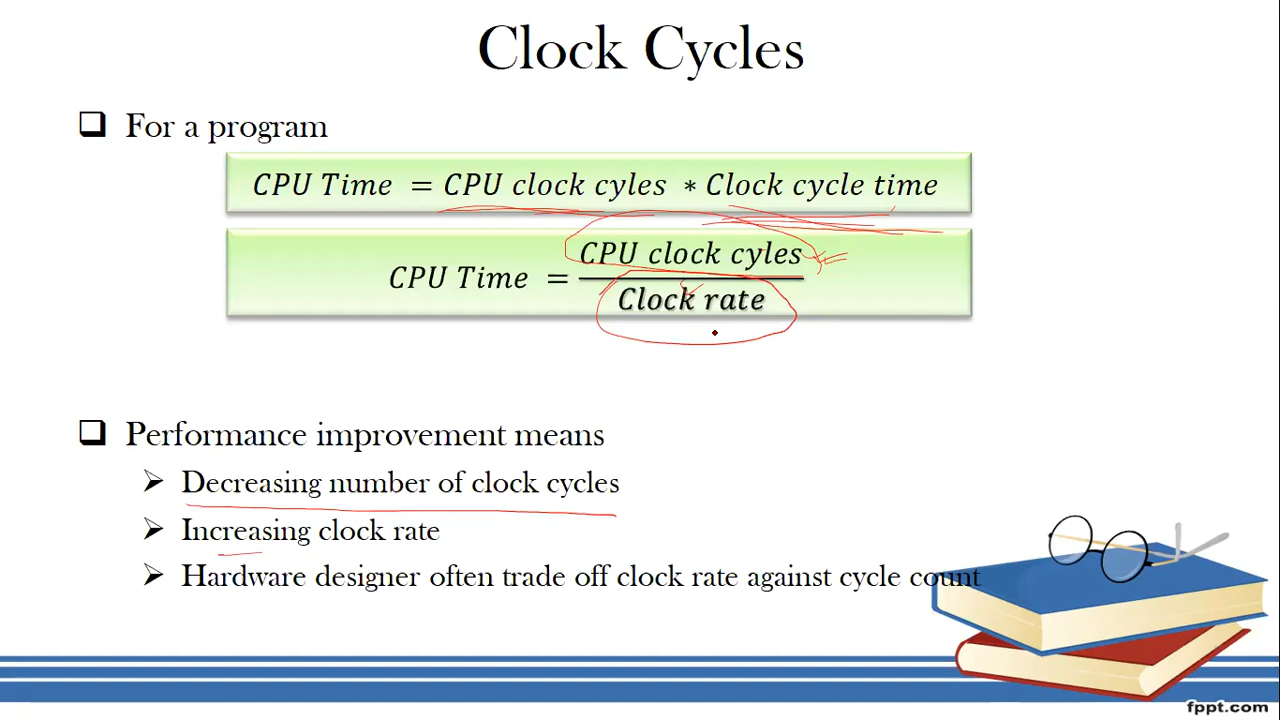 Clock Cycles
For a program
CPU Time = CPU clock cyles * Clock cycle time
CPU Time = CPU clock cyles
Clock rate
Performance improvement means
Decreasing number of clock cycles
Increasing clock rate
Hardware designer often trade off clock rate against cycle count
fppt.com